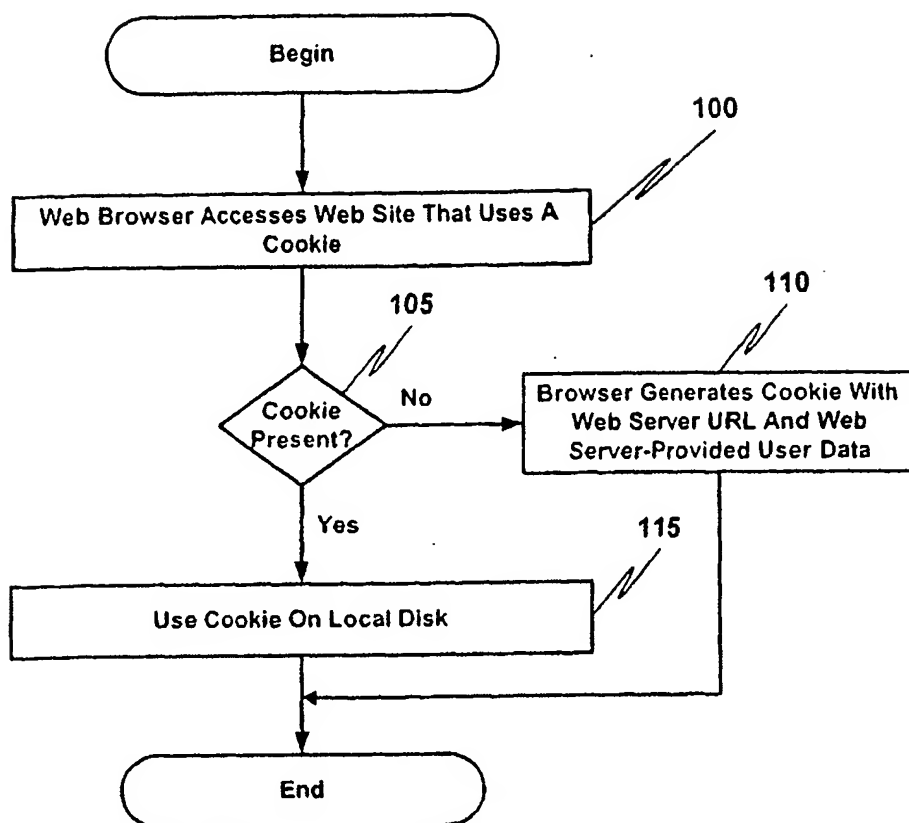 Begin
100
Web Browser Accesses Web Site That Uses A
Cookie
105
110
Cookie
Present?
No
Browser Generates Cookie With
Web Server URL And Web
Server-Provided User Data
Yes
115
Use Cookie On Local Disk
End